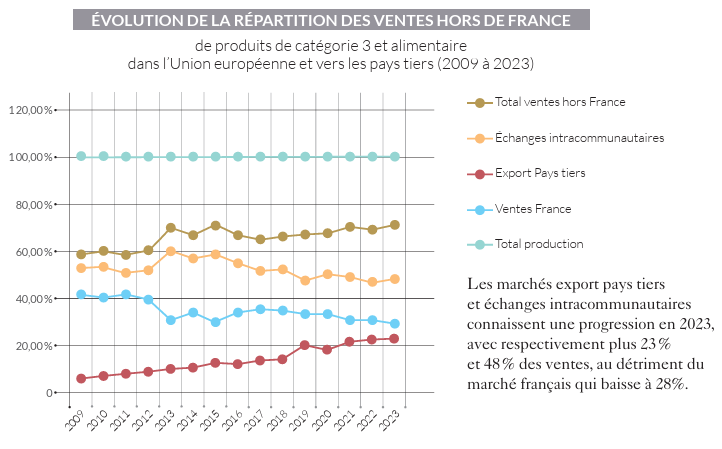 ÉVOLUTION DE LA RÉPARTITION DES VENTES HORS DE FRANCE
de produits de catégorie 3 et alimentaire
dans l'Union européenne et vers les pays tiers (2009 à 2023)
120,00%
100,00%
80,00%
60,00%
40,00%
20,00%
0
2009
2010
2011
2012
2013
2014
2015
2016
2017
2018
2019
2020
2021
2022
2023
Total ventes hors France
Échanges intracommunautaires
Export Pays tiers
Ventes France
Total production
Les marchés export pays tiers
et échanges intracommunautaires
connaissent une progression en 2023,
avec respectivement plus 23 %
et 48 % des ventes, au détriment du
marché français qui baisse à 28%.